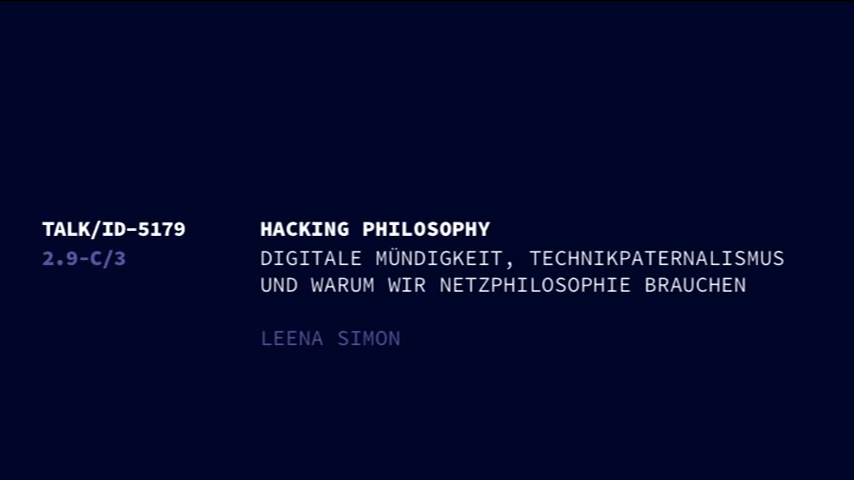 TALK/ID-5179
2.9-C/3
HACKING PHILOSOPHY
DIGITALE MÜNDIGKEIT, TECHNIKPATERNALISMUS
UND WARUM WIR NETZPHILOSOPHIE BRAUCHEN
LEENA SIMON